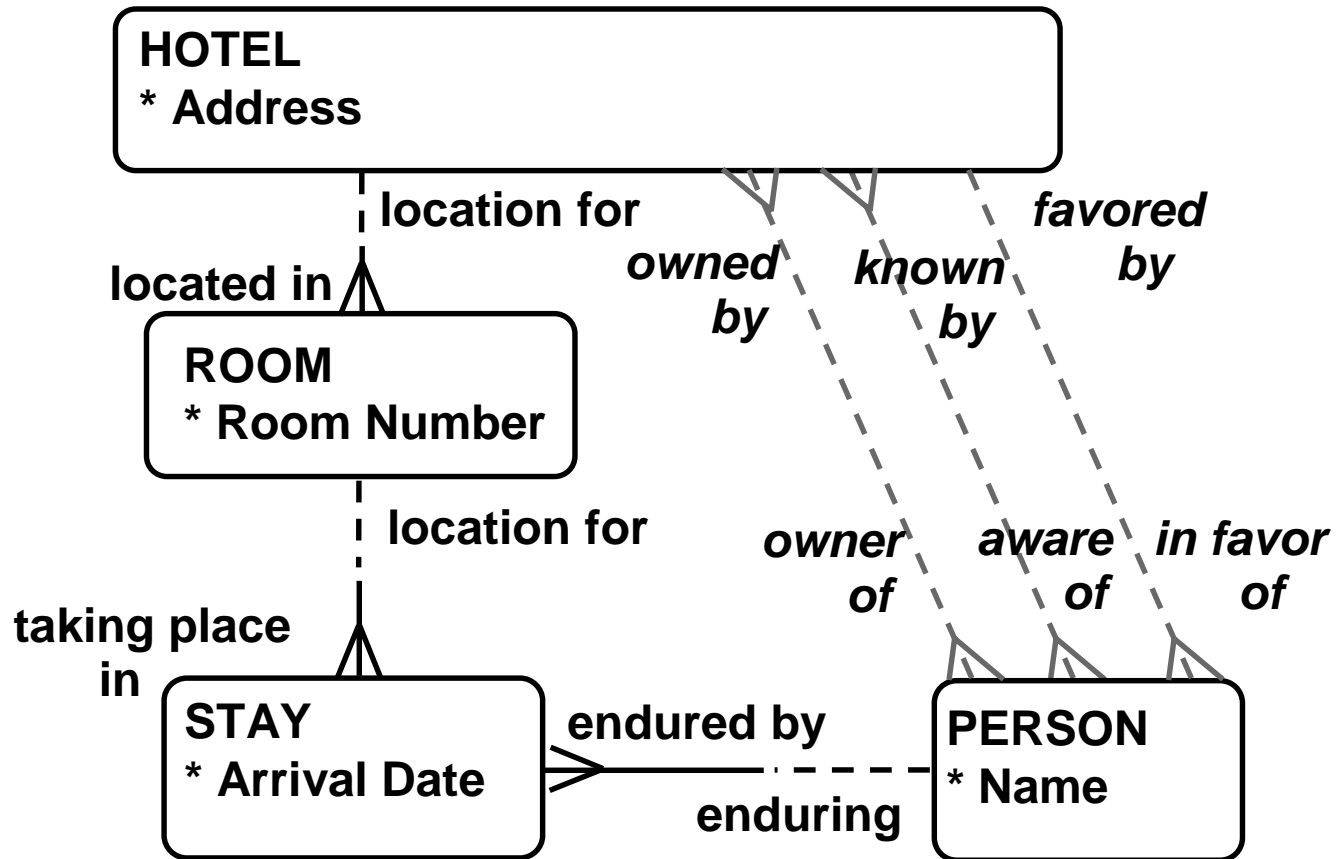 HOTEL
* Address
location for
favored
by
owned
by
known
by
located in
ROOM
* Room Number
location for
owner
of
aware
of
in favor
of
taking place
in
STAY
* Arrival Date
endured by
enduring
PERSON
* Name